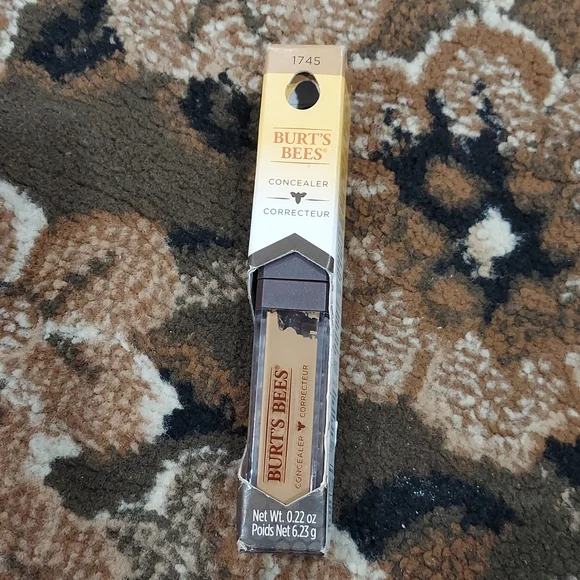 1745
BURT'S
BEES®
CONCEALER
CORRECTEUR
BURT'S BEES®
CONCEALER CORRECTEUR
Net Wt. 0.22 oz
Poids Net 6.23 g